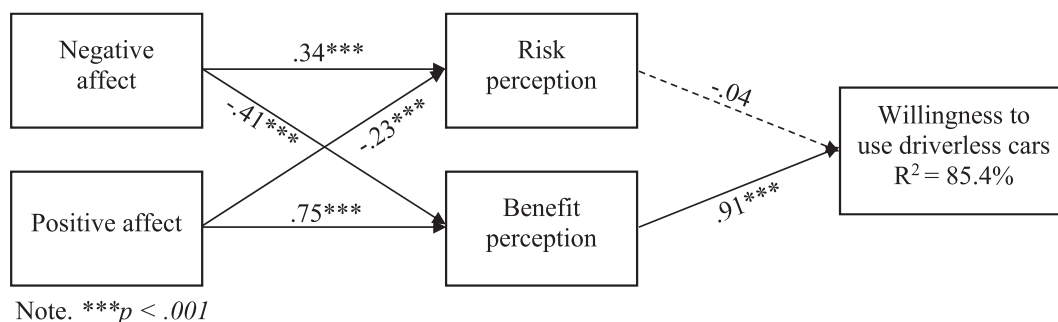 Negative
affect
.34***
Risk
perception
-.41***
-.23***
-.04
Willingness to
use driverless cars
R² = 85.4%
Positive affect
.75***
Benefit
perception
.91***
Note. ***p < .001